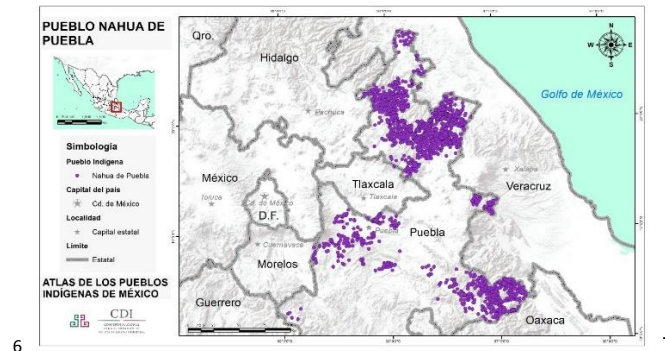 PUEBLO NAHUA DE
PUEBLA
Simbología
Pueblo Indígena
Nahua de Puebla
Capital del país
Cd. de México
Localidad
Capital estatal
Límite
Estatal
ATLAS DE LOS PUEBLOS
INDÍGENAS DE MÉXICO
CDI
Qro.
Hidalgo
Pachuca
Golfo de México
N
W
E
S
México
Toluca
Cd. de México
D.F.
Tlaxcala
Tlaxcala
Xalapa
Veracruz
Puebla
Puebla
Cuernavaca
Morelos
Guerrero
Oaxaca
6